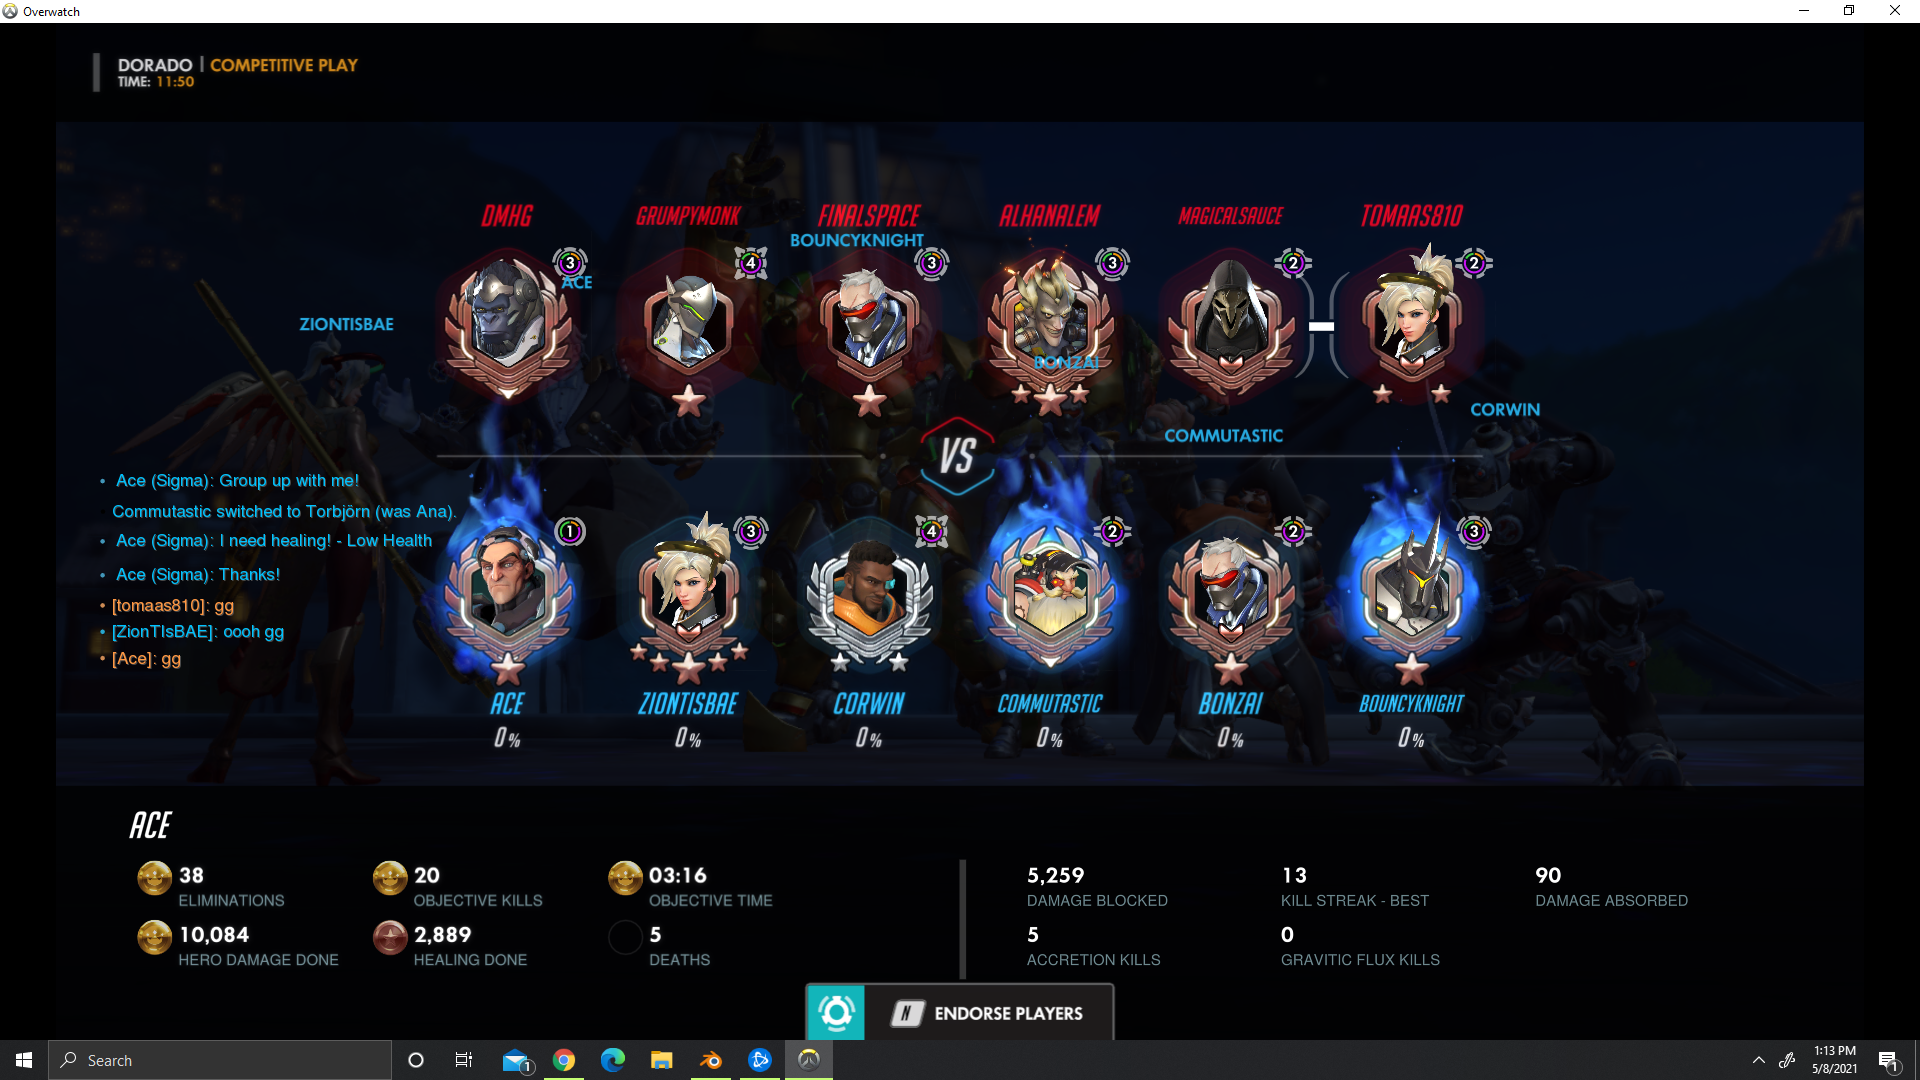 Overwatch
DORADO | COMPETITIVE PLAY
TIME: 11:50
DMHG
GRUMPYMONK
FINALSPACE
ALHANALEM
MAGICALSAUCE
TOMAAS810
BOUNCYKNIGHT
3
4
3
3
2
2
ACE
ZIONTISBAE
BONZAI
CORWIN
COMMUTASTIC
VS
• Ace (Sigma): Group up with me!
Commutastic switched to Torbjörn (was Ana).
• Ace (Sigma): I need healing! - Low Health
• Ace (Sigma): Thanks!
• [tomaas810]: gg
• [ZionTIsBAE]: oooh gg
• [Ace]: gg
1
3
4
2
2
3
ACE
ZIONTISBAE
CORWIN
COMMUTASTIC
BONZAI
BOUNCYKNIGHT
0%
0%
0%
0%
0%
0%
ACE
38
ELIMINATIONS
20
OBJECTIVE KILLS
03:16
OBJECTIVE TIME
10,084
HERO DAMAGE DONE
2,889
HEALING DONE
5
DEATHS
5,259
DAMAGE BLOCKED
13
KILL STREAK - BEST
90
DAMAGE ABSORBED
5
ACCRETION KILLS
0
GRAVITIC FLUX KILLS
N ENDORSE PLAYERS
Search
1
1:13 PM
5/8/2021
1